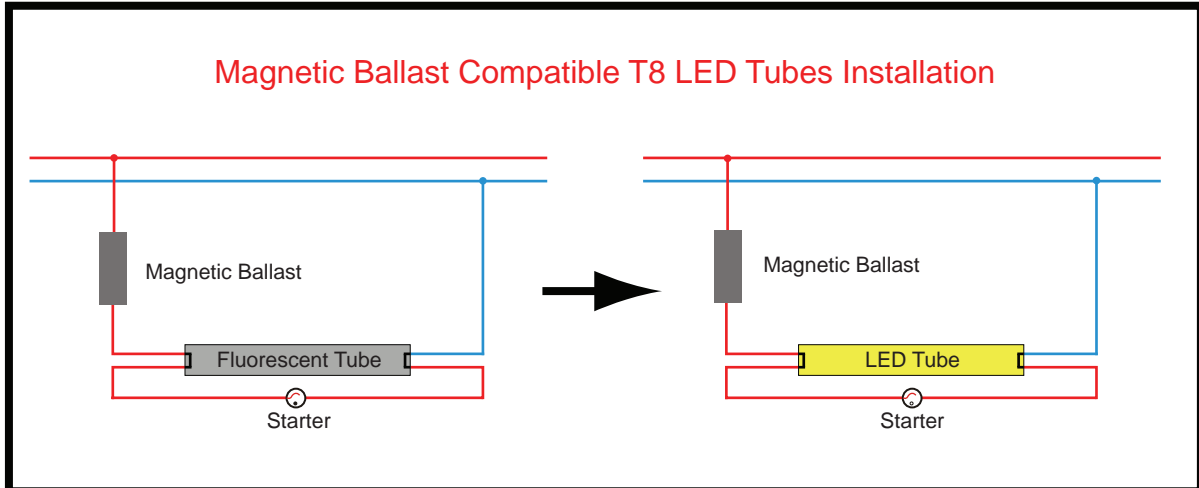 Magnetic Ballast Compatible T8 LED Tubes Installation
Magnetic Ballast
Fluorescent Tube
Starter
Magnetic Ballast
LED Tube
Starter